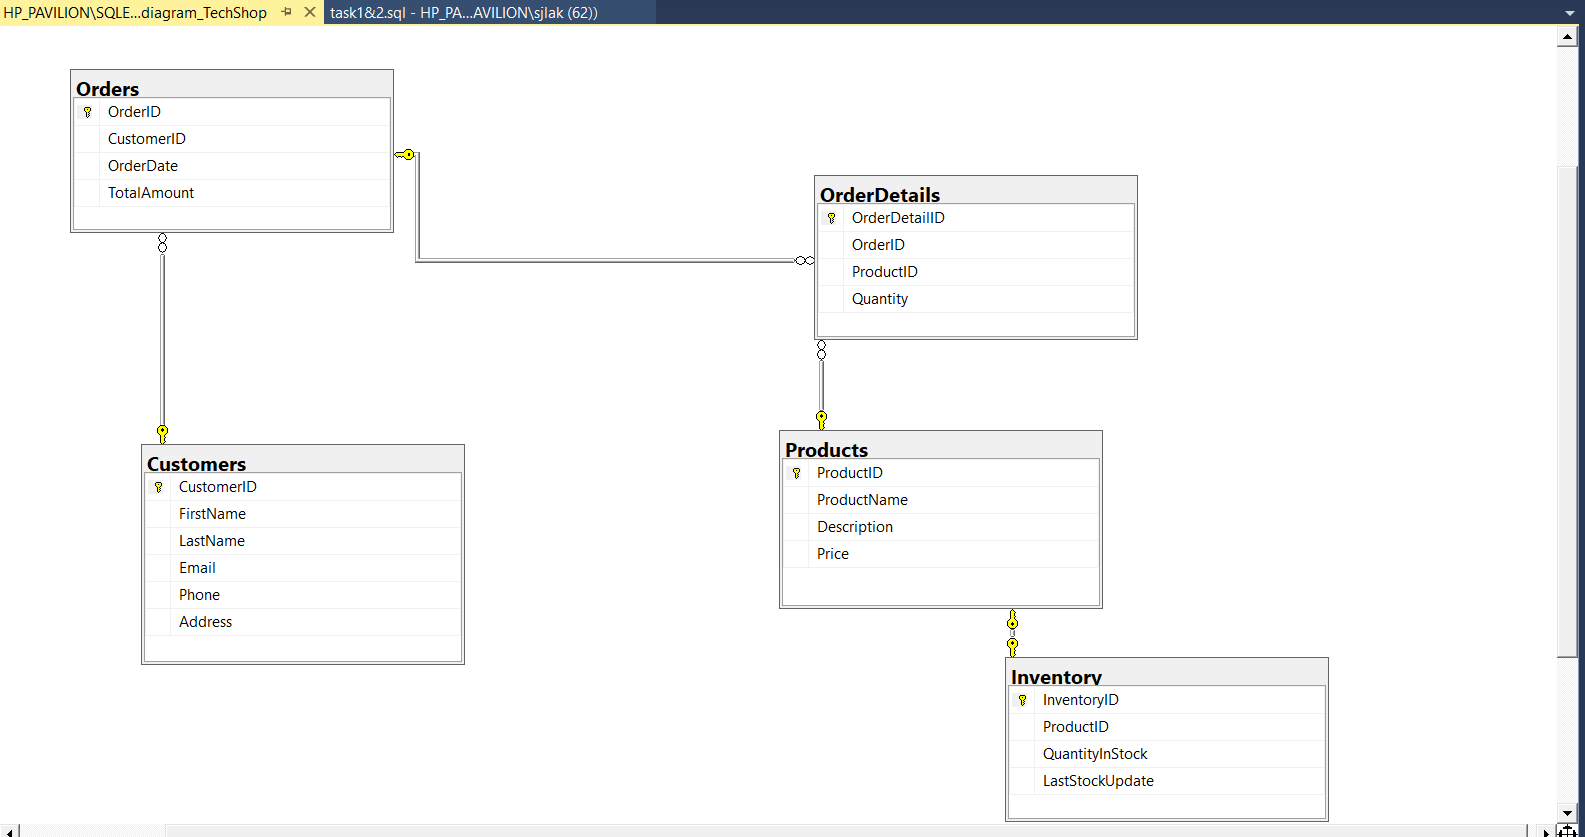 HP_PAVILION\SQLE...diagram_TechShop
task1&2.sql - HP_PA...AVILION\sjlak (62))
Orders
OrderID
CustomerID
OrderDate
TotalAmount
OrderDetails
OrderDetailID
OrderID
ProductID
Quantity
Customers
CustomerID
FirstName
LastName
Email
Phone
Address
Products
ProductID
ProductName
Description
Price
Inventory
InventoryID
ProductID
QuantityInStock
LastStockUpdate